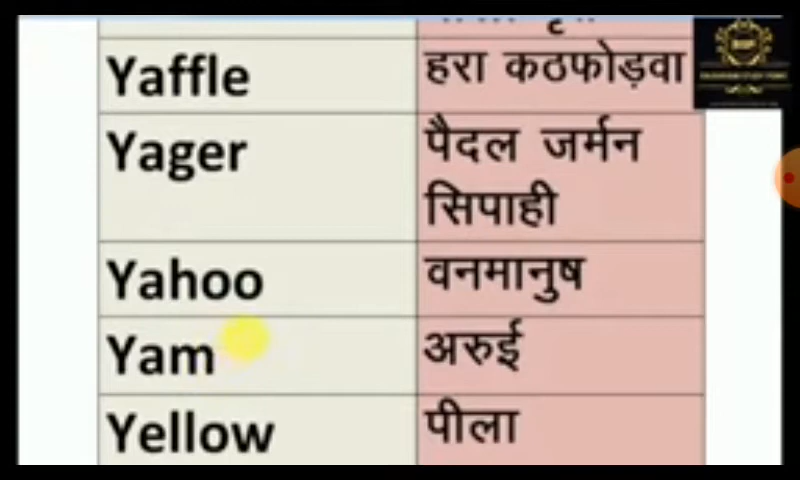 Yaffle हरा कठफोड़वा
Yager पैदल जर्मन
सिपाही
Yahoo वनमानुष
Yam अरुई
Yellow पीला